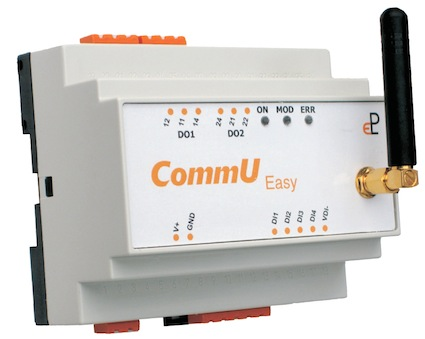 12 11 14 24 21 22 ON MOD ERR
DO1 DO2
CommU Easy
V+ GND DI1 DI2 DI3 DI4 VDI-